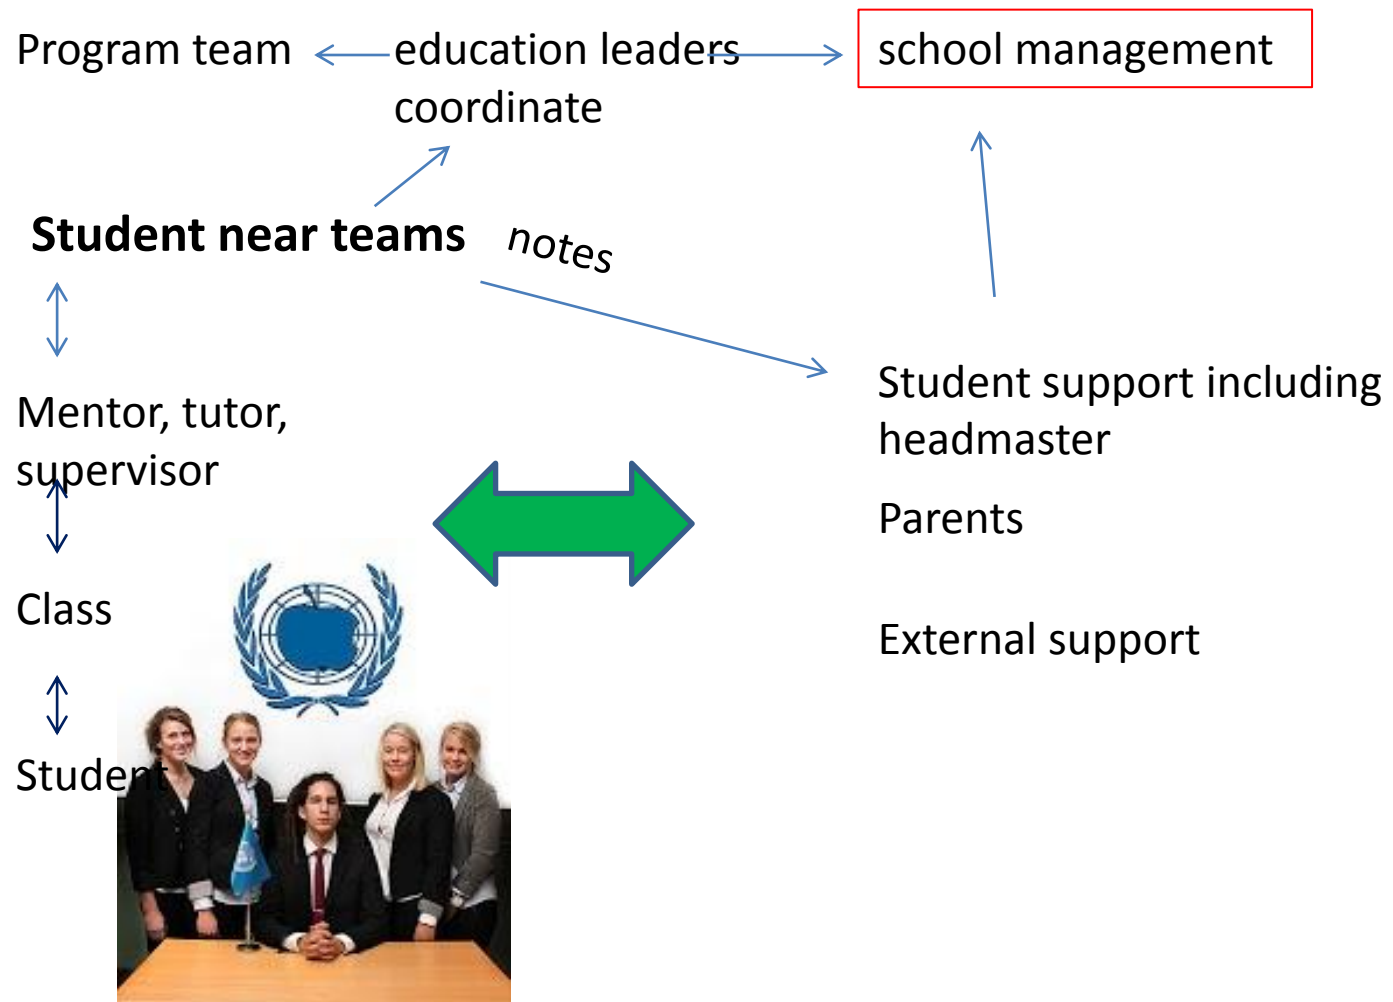 Program team
education leaders
coordinate
school management
Student near teams
notes
Mentor, tutor,
supervisor
Student support including
headmaster
Parents
Class
External support
Student